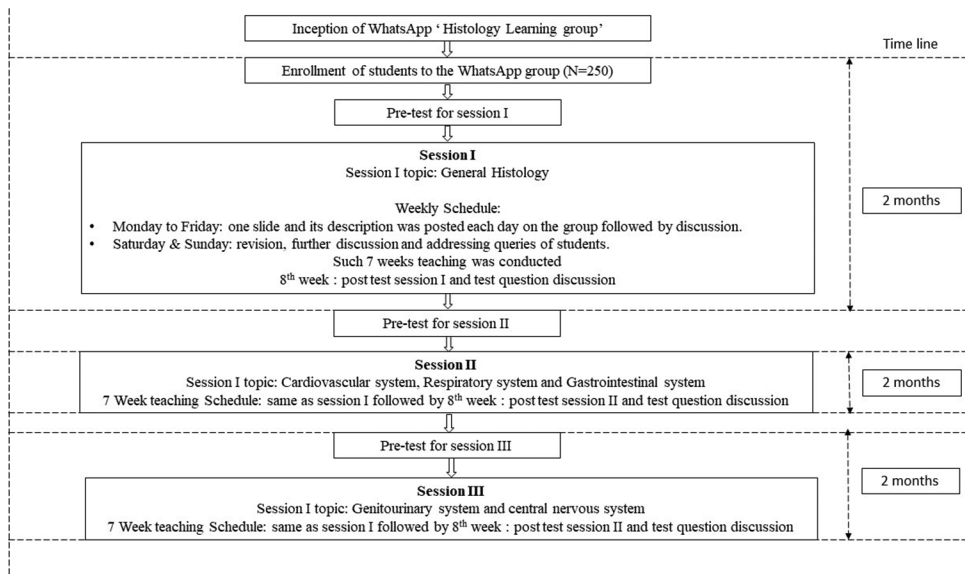 Inception of WhatsApp ‘ Histology Learning group’
Time line
Enrollment of students to the WhatsApp group (N=250)
Pre-test for session I
Session I
Session I topic: General Histology
2 months
Weekly Schedule:
• Monday to Friday: one slide and its description was posted each day on the group followed by discussion.
• Saturday & Sunday: revision, further discussion and addressing queries of students.
Such 7 weeks teaching was conducted
8th week : post test session I and test question discussion
Pre-test for session II
Session II
Session I topic: Cardiovascular system, Respiratory system and Gastrointestinal system
7 Week teaching Schedule: same as session I followed by 8th week : post test session II and test question discussion
2 months
Pre-test for session III
2 months
Session III
Session I topic: Genitourinary system and central nervous system
7 Week teaching Schedule: same as session I followed by 8th week : post test session II and test question discussion